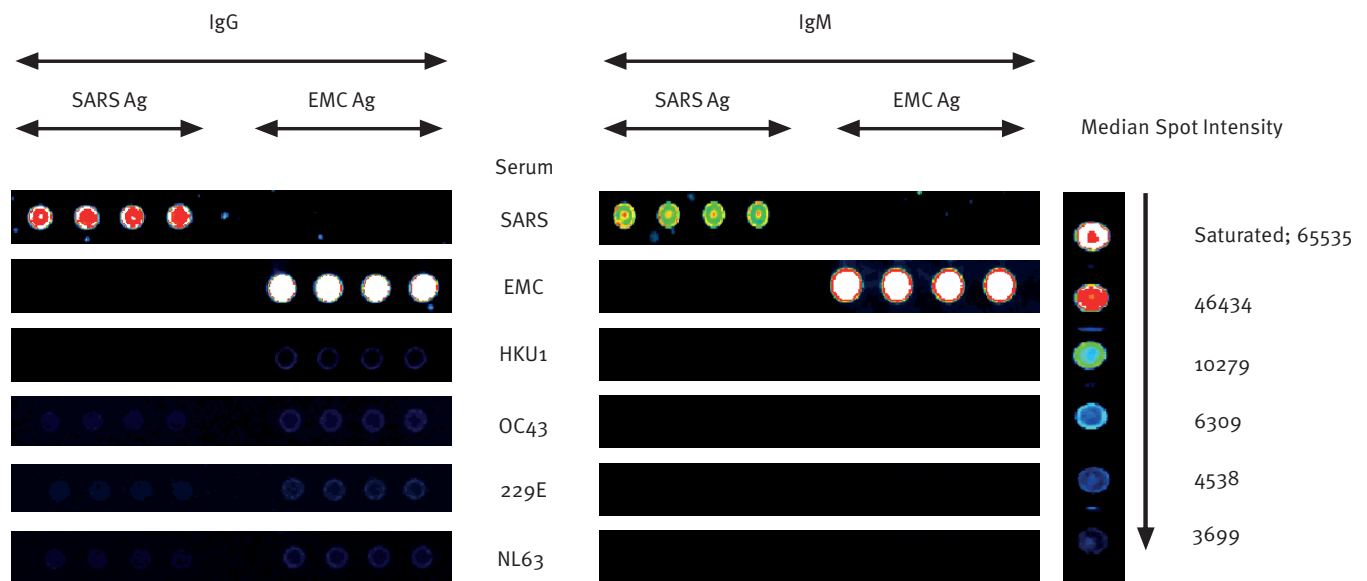 IgG
IgM
SARS Ag
EMC Ag
SARS Ag
EMC Ag
Median Spot Intensity
Serum
SARS
EMC
HKU1
OC43
229E
NL63
Saturated; 65535
46434
10279
6309
4538
3699